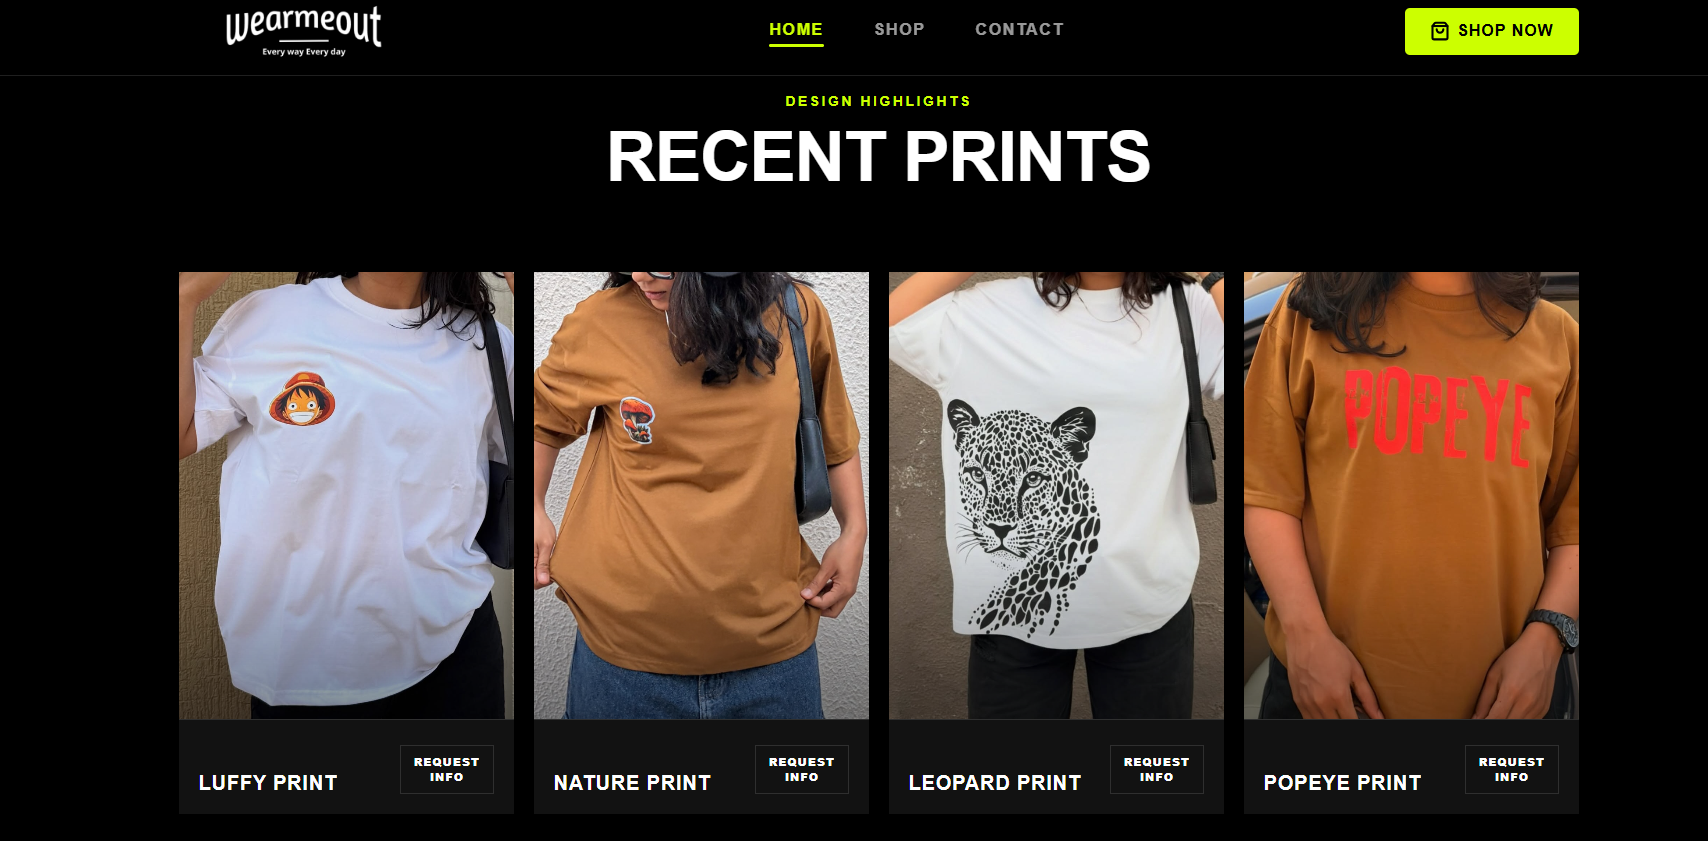 wearmeout
Every way Every day
HOME
SHOP
CONTACT
SHOP NOW
DESIGN HIGHLIGHTS
RECENT PRINTS
POPEYE
LUFFY PRINT
REQUEST
INFO
NATURE PRINT
REQUEST
INFO
LEOPARD PRINT
REQUEST
INFO
POPEYE PRINT
REQUEST
INFO